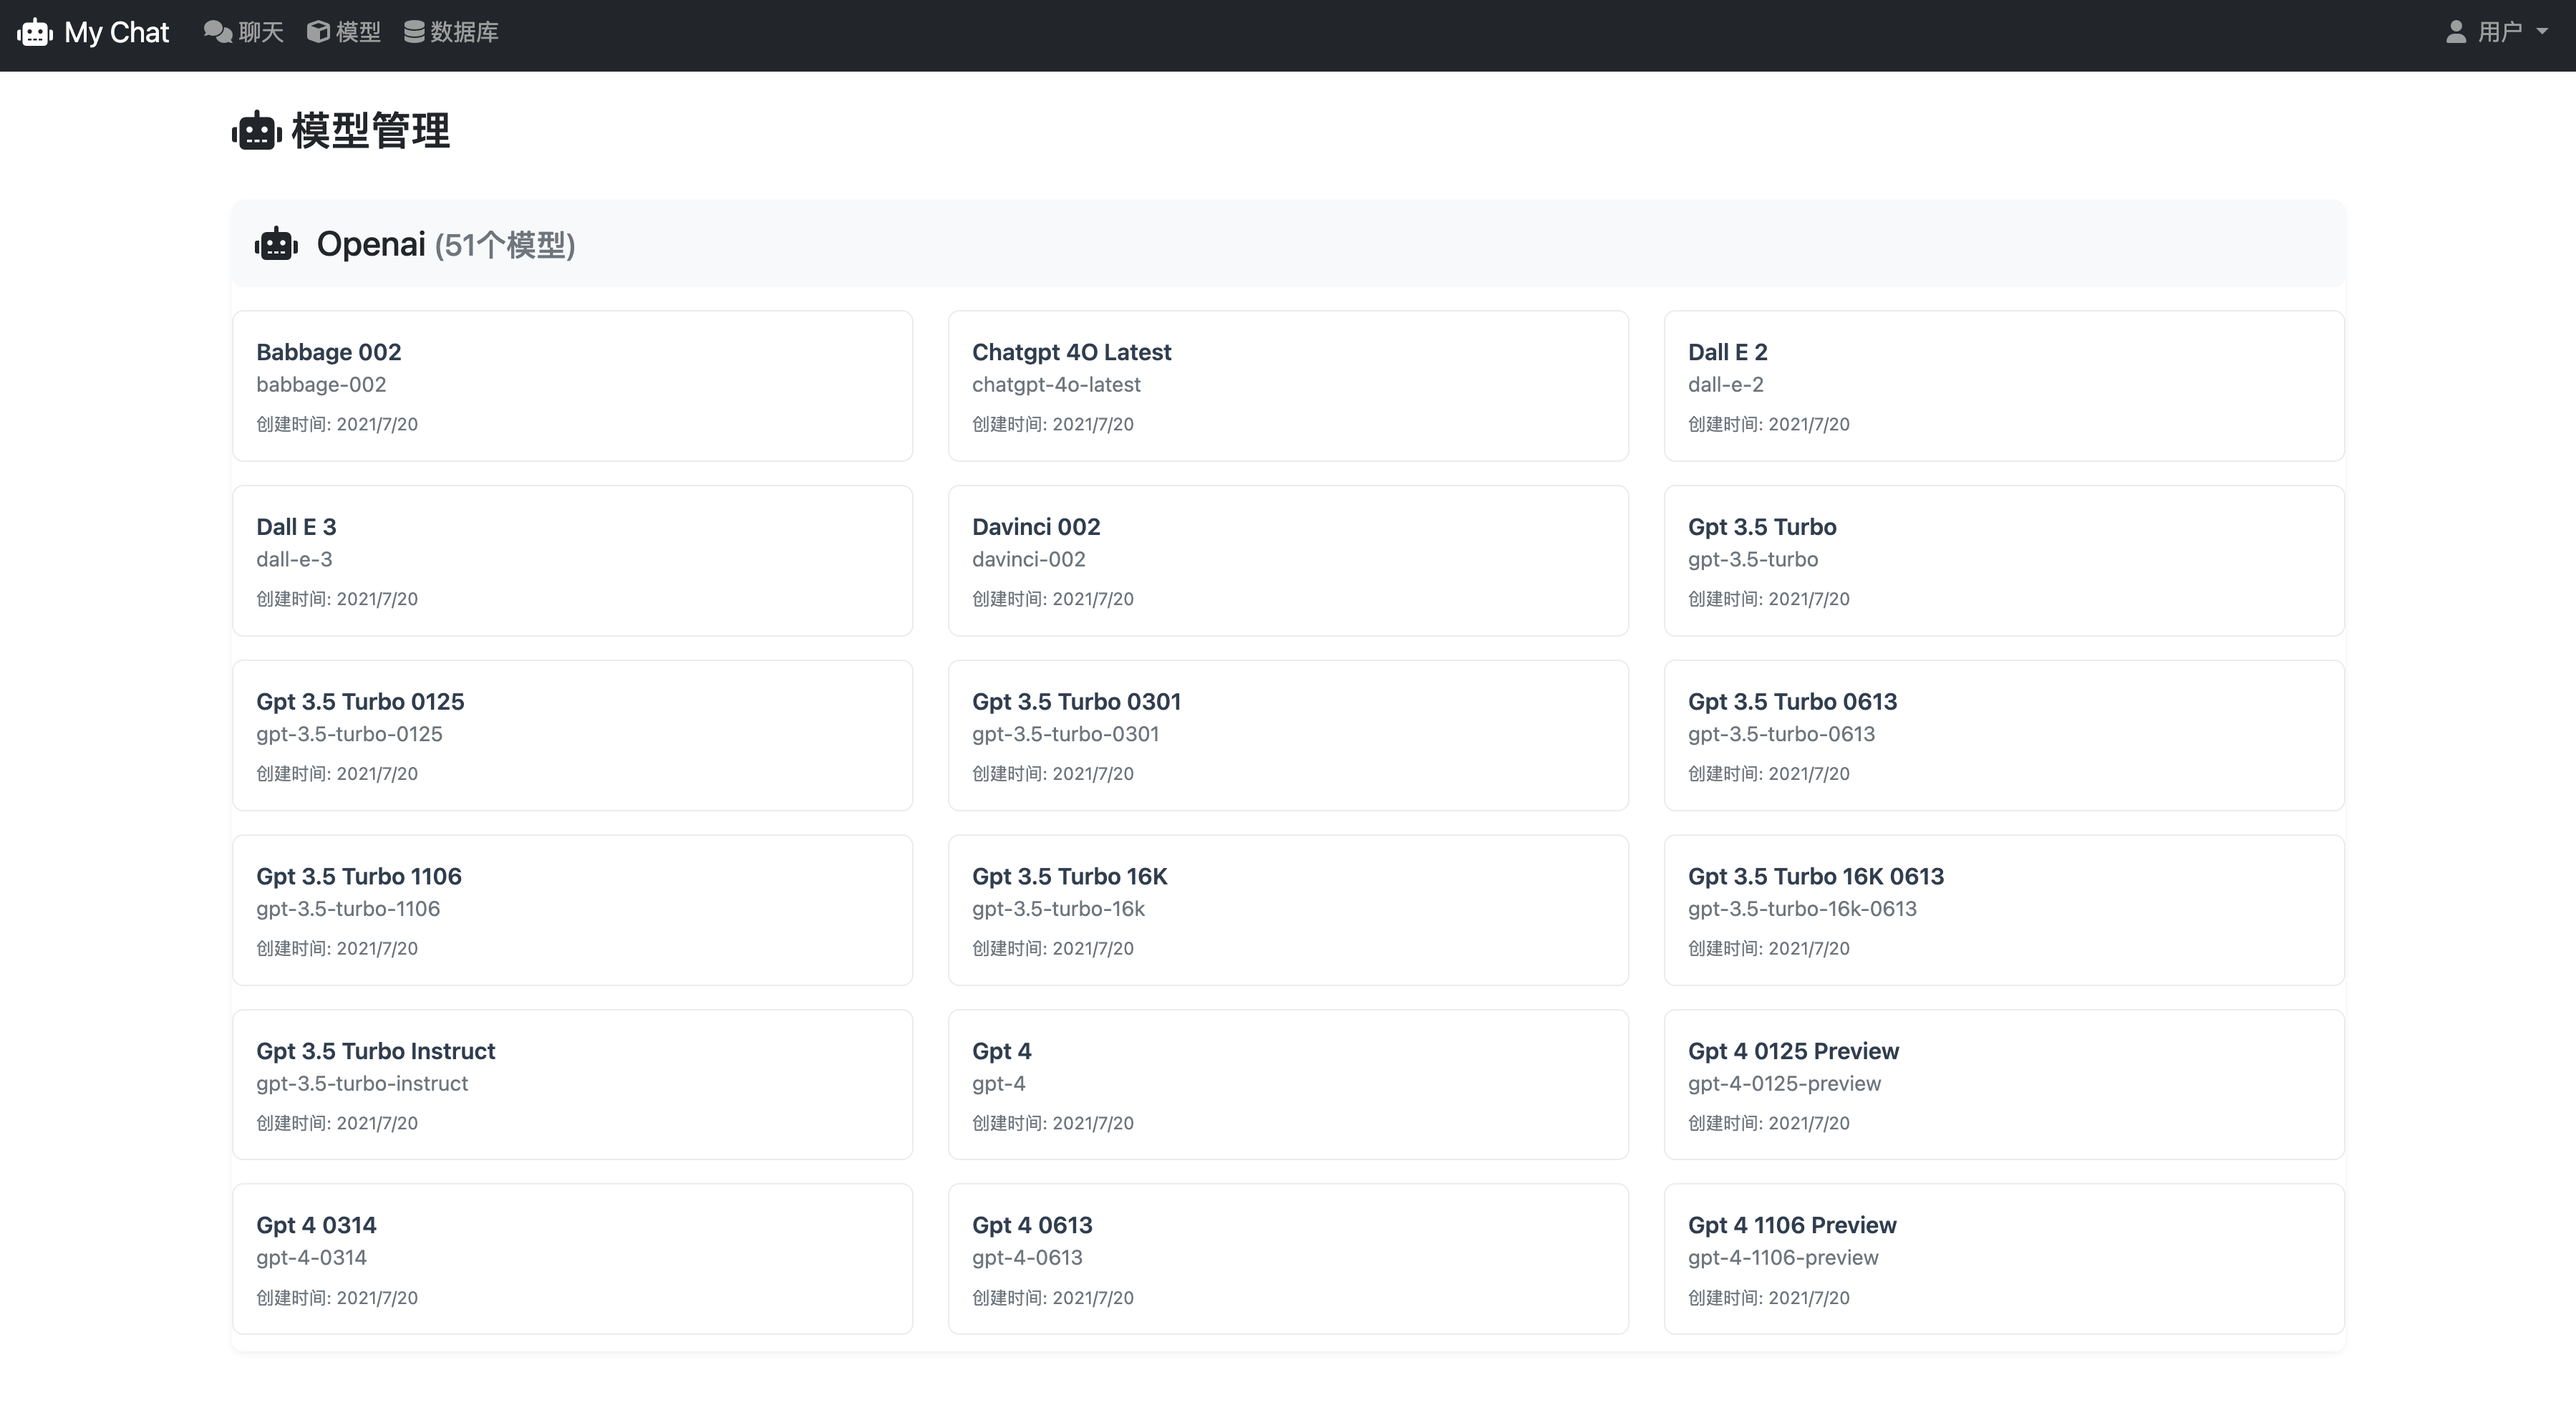 My Chat 聊天 模型 数据库 用户
模型管理
Openai (51个模型)
Babbage 002
babbage-002
创建时间: 2021/7/20
Chatgpt 4O Latest
chatgpt-4o-latest
创建时间: 2021/7/20
Dall E 2
dall-e-2
创建时间: 2021/7/20
Dall E 3
dall-e-3
创建时间: 2021/7/20
Davinci 002
davinci-002
创建时间: 2021/7/20
Gpt 3.5 Turbo
gpt-3.5-turbo
创建时间: 2021/7/20
Gpt 3.5 Turbo 0125
gpt-3.5-turbo-0125
创建时间: 2021/7/20
Gpt 3.5 Turbo 0301
gpt-3.5-turbo-0301
创建时间: 2021/7/20
Gpt 3.5 Turbo 0613
gpt-3.5-turbo-0613
创建时间: 2021/7/20
Gpt 3.5 Turbo 1106
gpt-3.5-turbo-1106
创建时间: 2021/7/20
Gpt 3.5 Turbo 16K
gpt-3.5-turbo-16k
创建时间: 2021/7/20
Gpt 3.5 Turbo 16K 0613
gpt-3.5-turbo-16k-0613
创建时间: 2021/7/20
Gpt 3.5 Turbo Instruct
gpt-3.5-turbo-instruct
创建时间: 2021/7/20
Gpt 4
gpt-4
创建时间: 2021/7/20
Gpt 4 0125 Preview
gpt-4-0125-preview
创建时间: 2021/7/20
Gpt 4 0314
gpt-4-0314
创建时间: 2021/7/20
Gpt 4 0613
gpt-4-0613
创建时间: 2021/7/20
Gpt 4 1106 Preview
gpt-4-1106-preview
创建时间: 2021/7/20